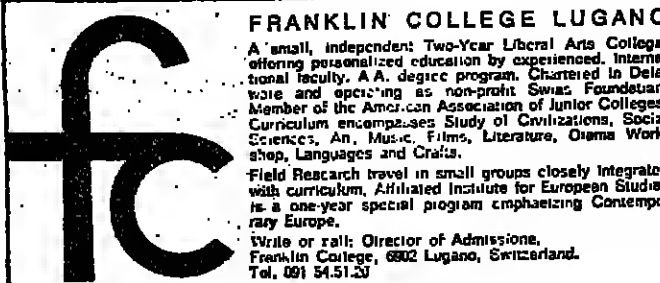 fc
FRANKLIN COLLEGE LUGANO
A small, independent Two-Year Liberal Arts College
offering personalized education by experienced. Interna
tional faculty. A.A. degree program. Chartered in Dela
ware and operating as non-profit Swiss Foundation
Member of the American Association of Junior Colleges
Curriculum encompasses Study of Civilizations, Social
Sciences, Art, Music, Films, Literature, Drama Work
shop, Languages and Crafts.
Field Research travel in small groups closely integrate
with curriculum. Affiliated Institute for European Studie
is a one-year special program emphasizing Contempo
rary Europe.
Write or call: Director of Admissions,
Franklin College, 6902 Lugano, Switzerland.
Tel. 091 54.51.20